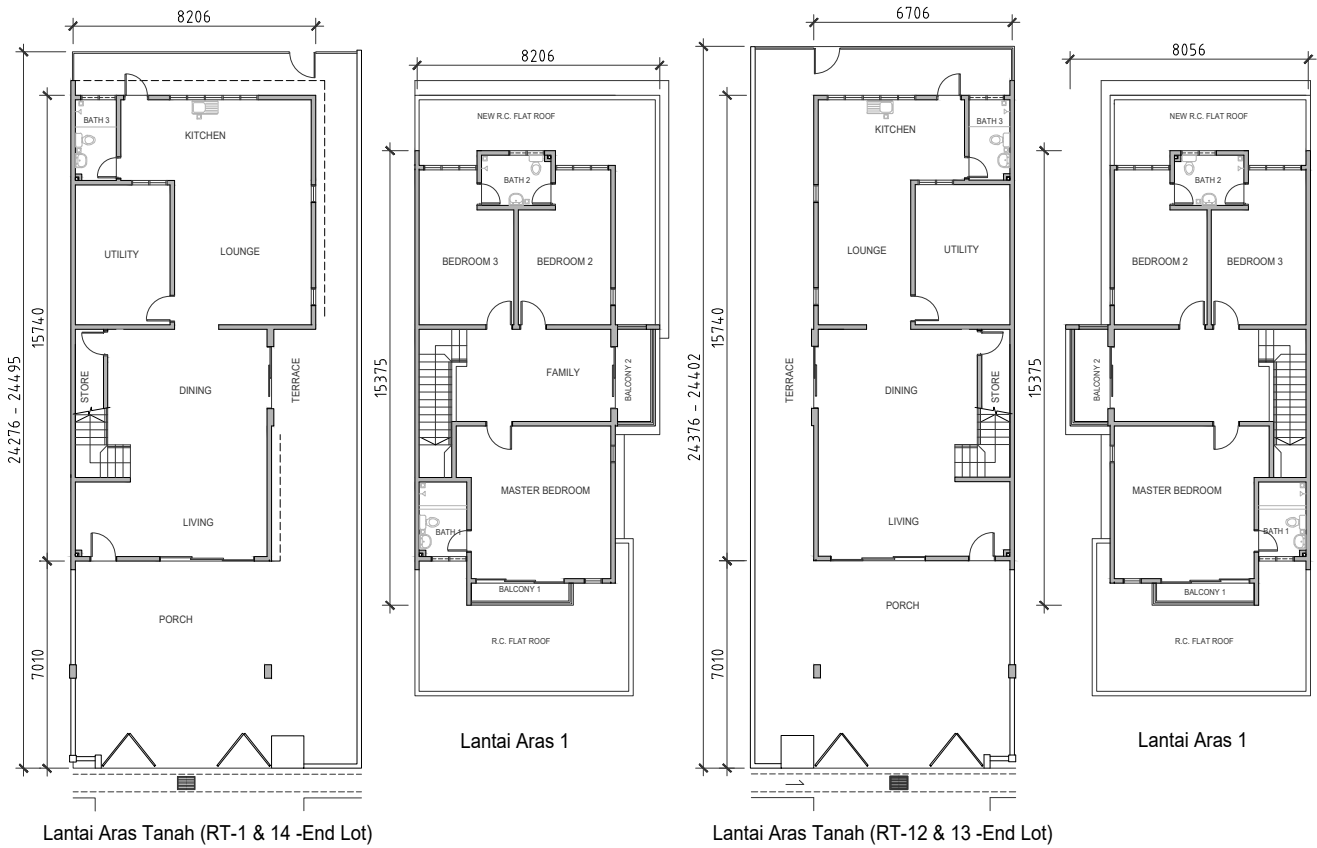 8206
24276 - 24495
15740
7010
BATH 3
KITCHEN
UTILITY
LOUNGE
STORE
DINING
TERRACE
LIVING
PORCH
Lantai Aras Tanah (RT-1 & 14 -End Lot)
8206
15375
NEW R.C. FLAT ROOF
BATH 2
BEDROOM 3
BEDROOM 2
FAMILY
BALCONY 2
MASTER BEDROOM
BATH 1
BALCONY 1
R.C. FLAT ROOF
Lantai Aras 1
6706
24376 - 24402
15740
7010
KITCHEN
BATH 3
LOUNGE
UTILITY
TERRACE
DINING
STORE
LIVING
PORCH
Lantai Aras Tanah (RT-12 & 13 -End Lot)
8056
15375
NEW R.C. FLAT ROOF
BATH 2
BEDROOM 2
BEDROOM 3
BALCONY 2
MASTER BEDROOM
BATH 1
BALCONY 1
R.C. FLAT ROOF
Lantai Aras 1